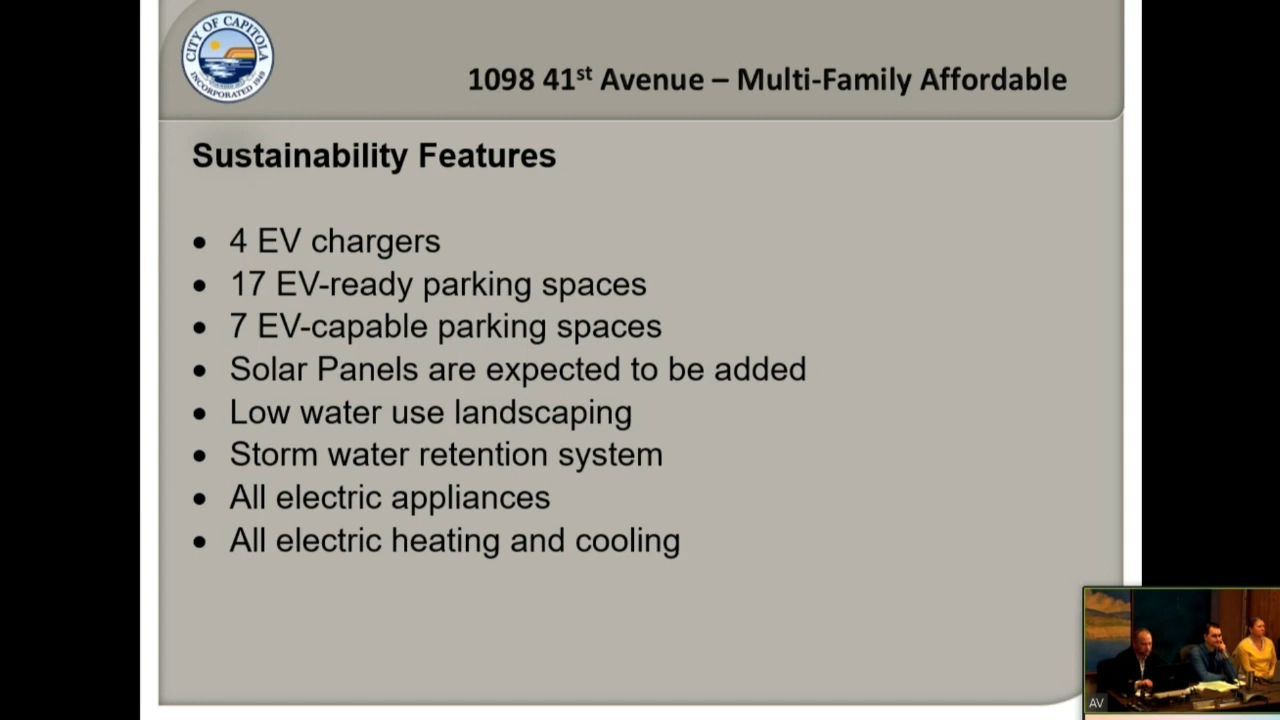 CITY OF CAPITOLA
INCORPORATED 1949
1098 41st Avenue – Multi-Family Affordable
Sustainability Features
• 4 EV chargers
• 17 EV-ready parking spaces
• 7 EV-capable parking spaces
• Solar Panels are expected to be added
• Low water use landscaping
• Storm water retention system
• All electric appliances
• All electric heating and cooling
AV